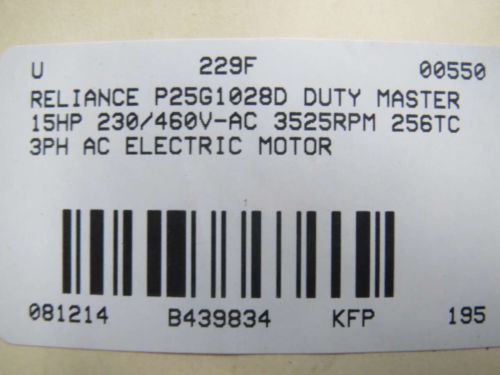 U 229F 00550
RELIANCE P25G1028D DUTY MASTER
15HP 230/460V-AC 3525RPM 256TC
3PH AC ELECTRIC MOTOR
081214 B439834 KFP 195